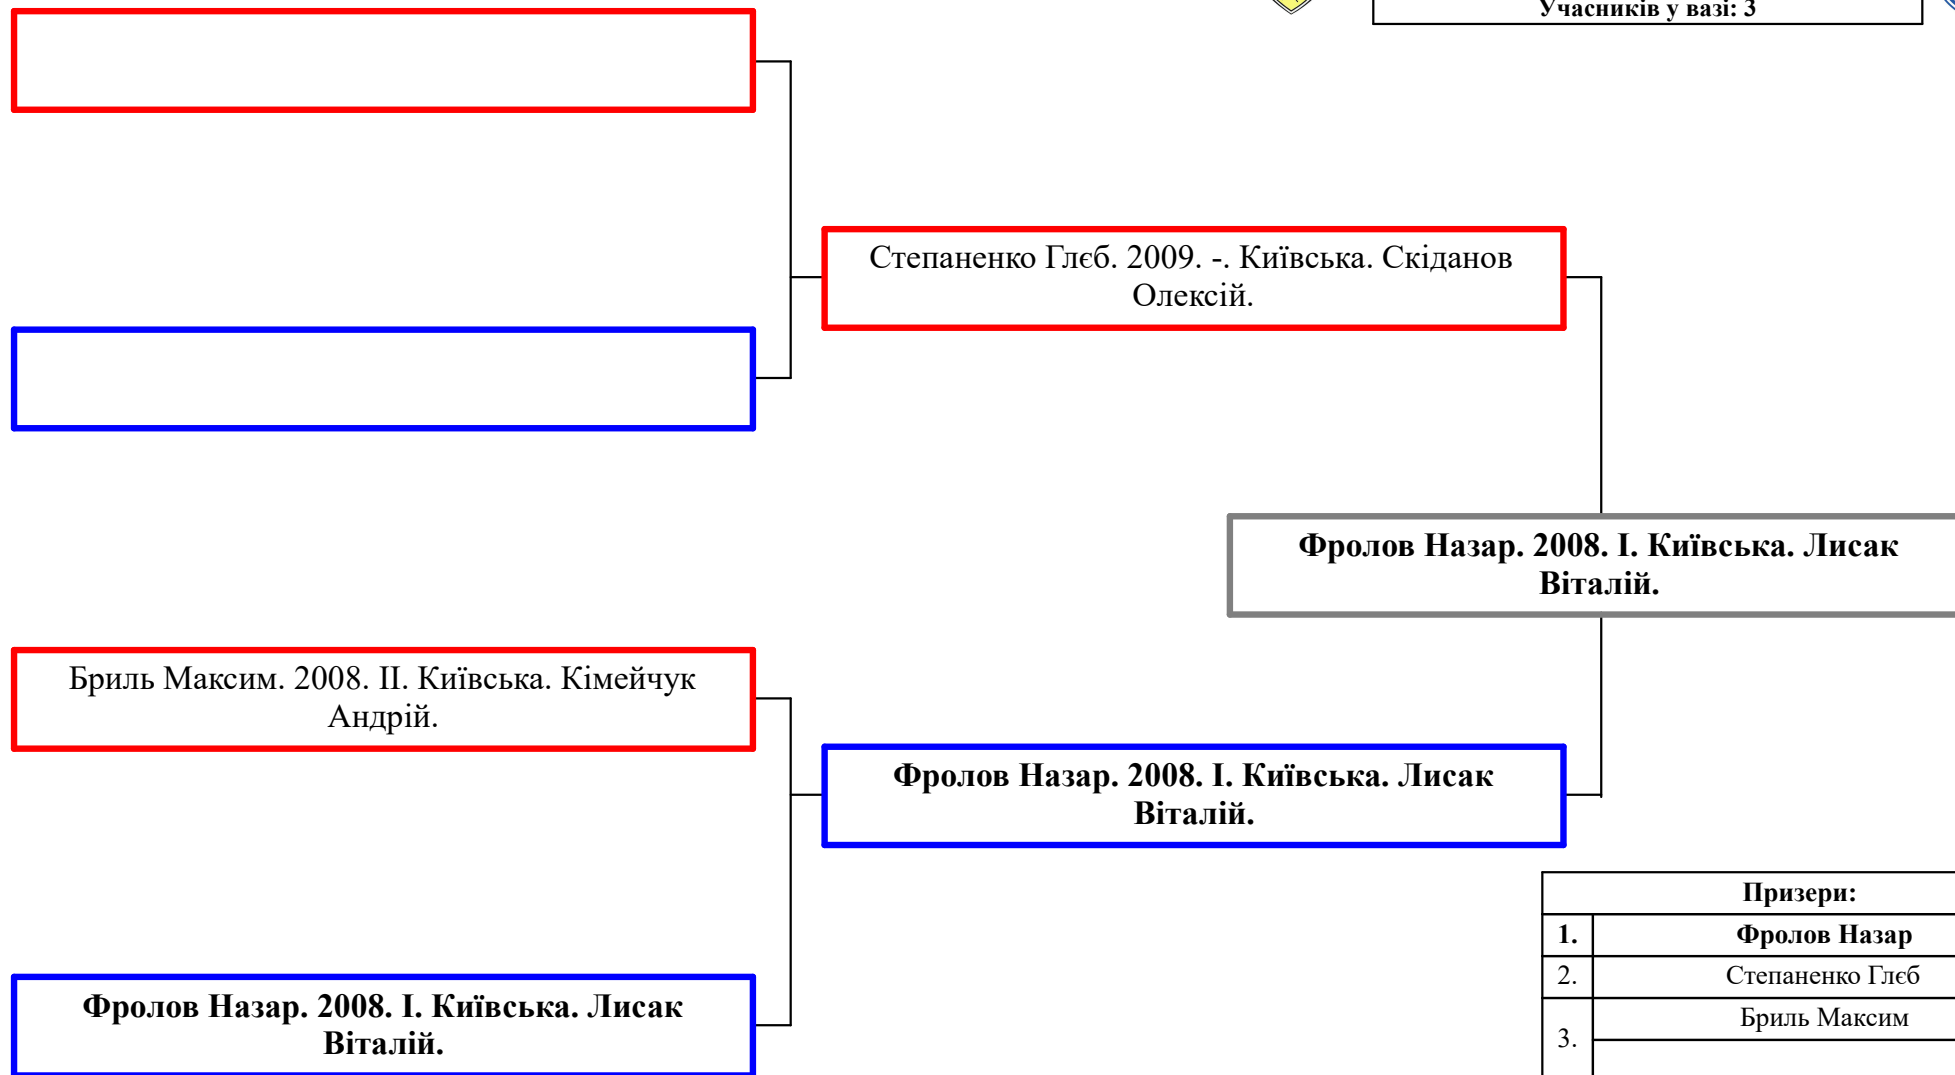 Учасників у вазі: 3
Степаненко Глєб. 2009. -. Київська. Скіданов
Олексій.
Фролов Назар. 2008. І. Київська. Лисак
Віталій.
Бриль Максим. 2008. ІІ. Київська. Кімейчук
Андрій.
Фролов Назар. 2008. І. Київська. Лисак
Віталій.
Фролов Назар. 2008. І. Київська. Лисак
Віталій.
Призери:
1. Фролов Назар
2. Степаненко Глєб
3. Бриль Максим